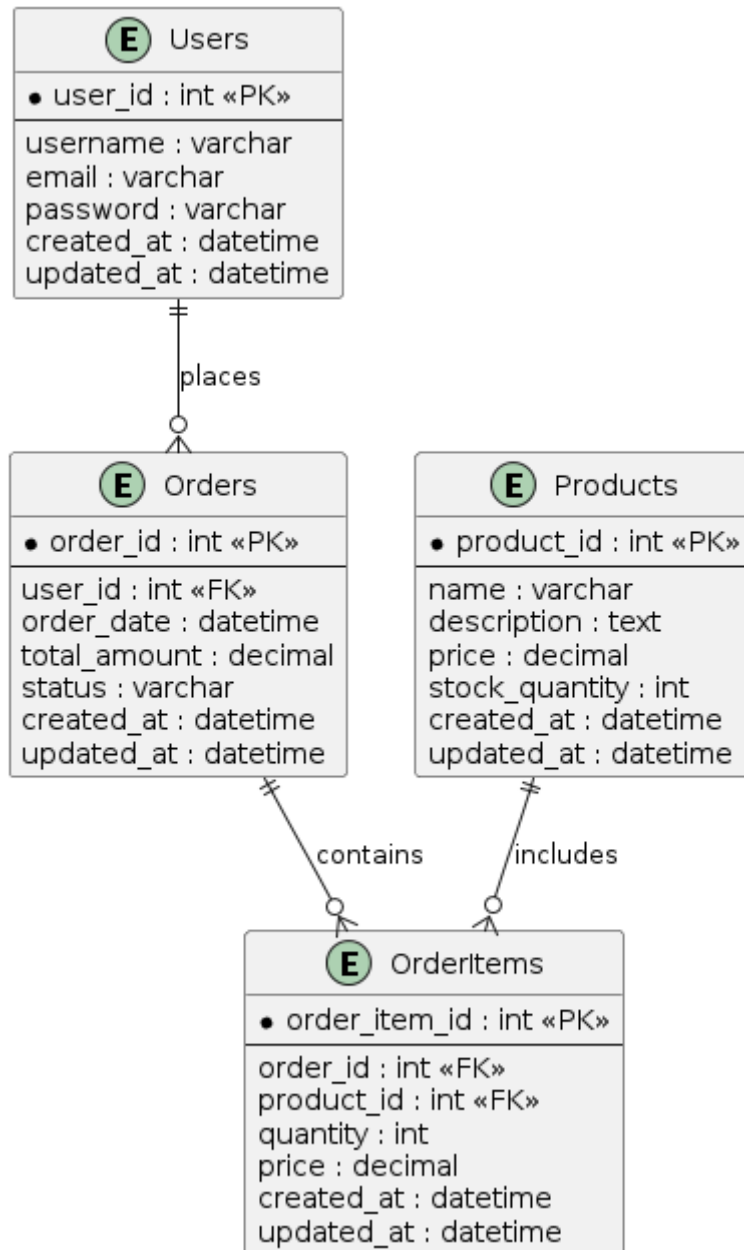 E Users
user_id : int «PK»
username : varchar
email : varchar
password : varchar
created_at : datetime
updated_at : datetime
places
E Orders
order_id : int «PK»
user_id : int «FK»
order_date : datetime
total_amount : decimal
status : varchar
created_at : datetime
updated_at : datetime
E Products
product_id : int «PK»
name : varchar
description : text
price : decimal
stock_quantity : int
created_at : datetime
updated_at : datetime
contains
includes
E OrderItems
order_item_id : int «PK»
order_id : int «FK»
product_id : int «FK»
quantity : int
price : decimal
created_at : datetime
updated_at : datetime